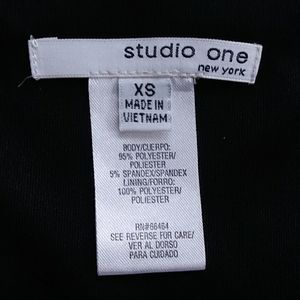 studio one
new york
XS
MADE IN
VIETNAM
BODY/CUERPO:
95% POLYESTER/
POLIESTER
5% SPANDEX/SPANDEX
LINING/FORRO:
100% POLYESTER/
POLIESTER
RN#66464
SEE REVERSE FOR CARE/
VER AL DORSO
PARA CUIDADO